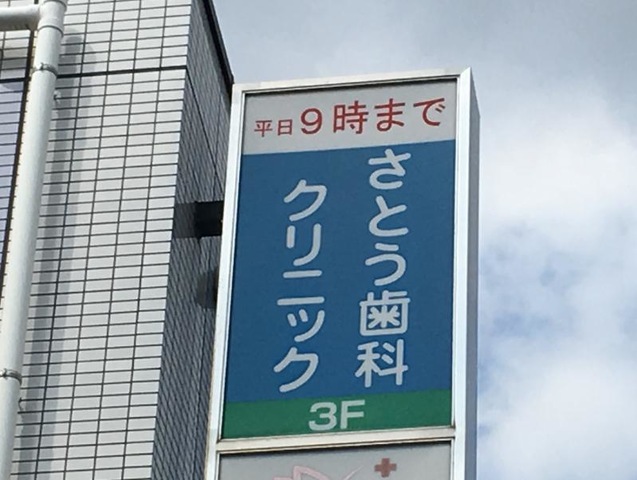 平日9時まで
さとう歯科
クリニック
3F